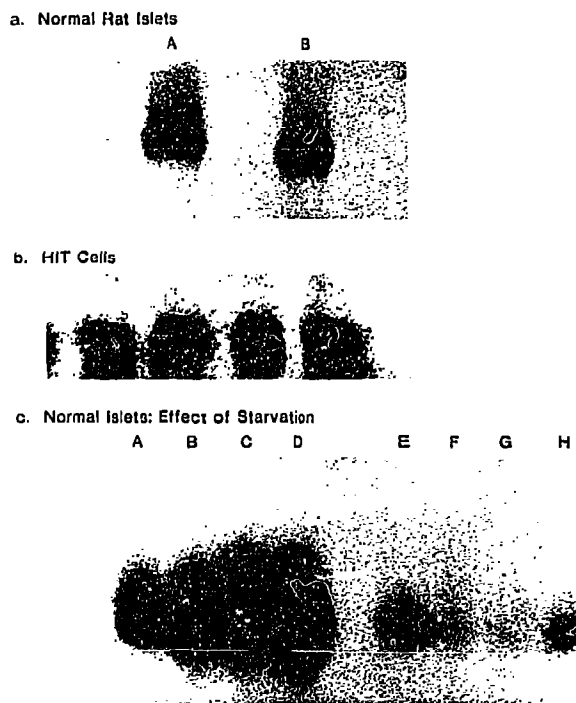 a. Normal Rat Islets
A B
b. HIT Cells
c. Normal Islets: Effect of Starvation
A B C D E F G H